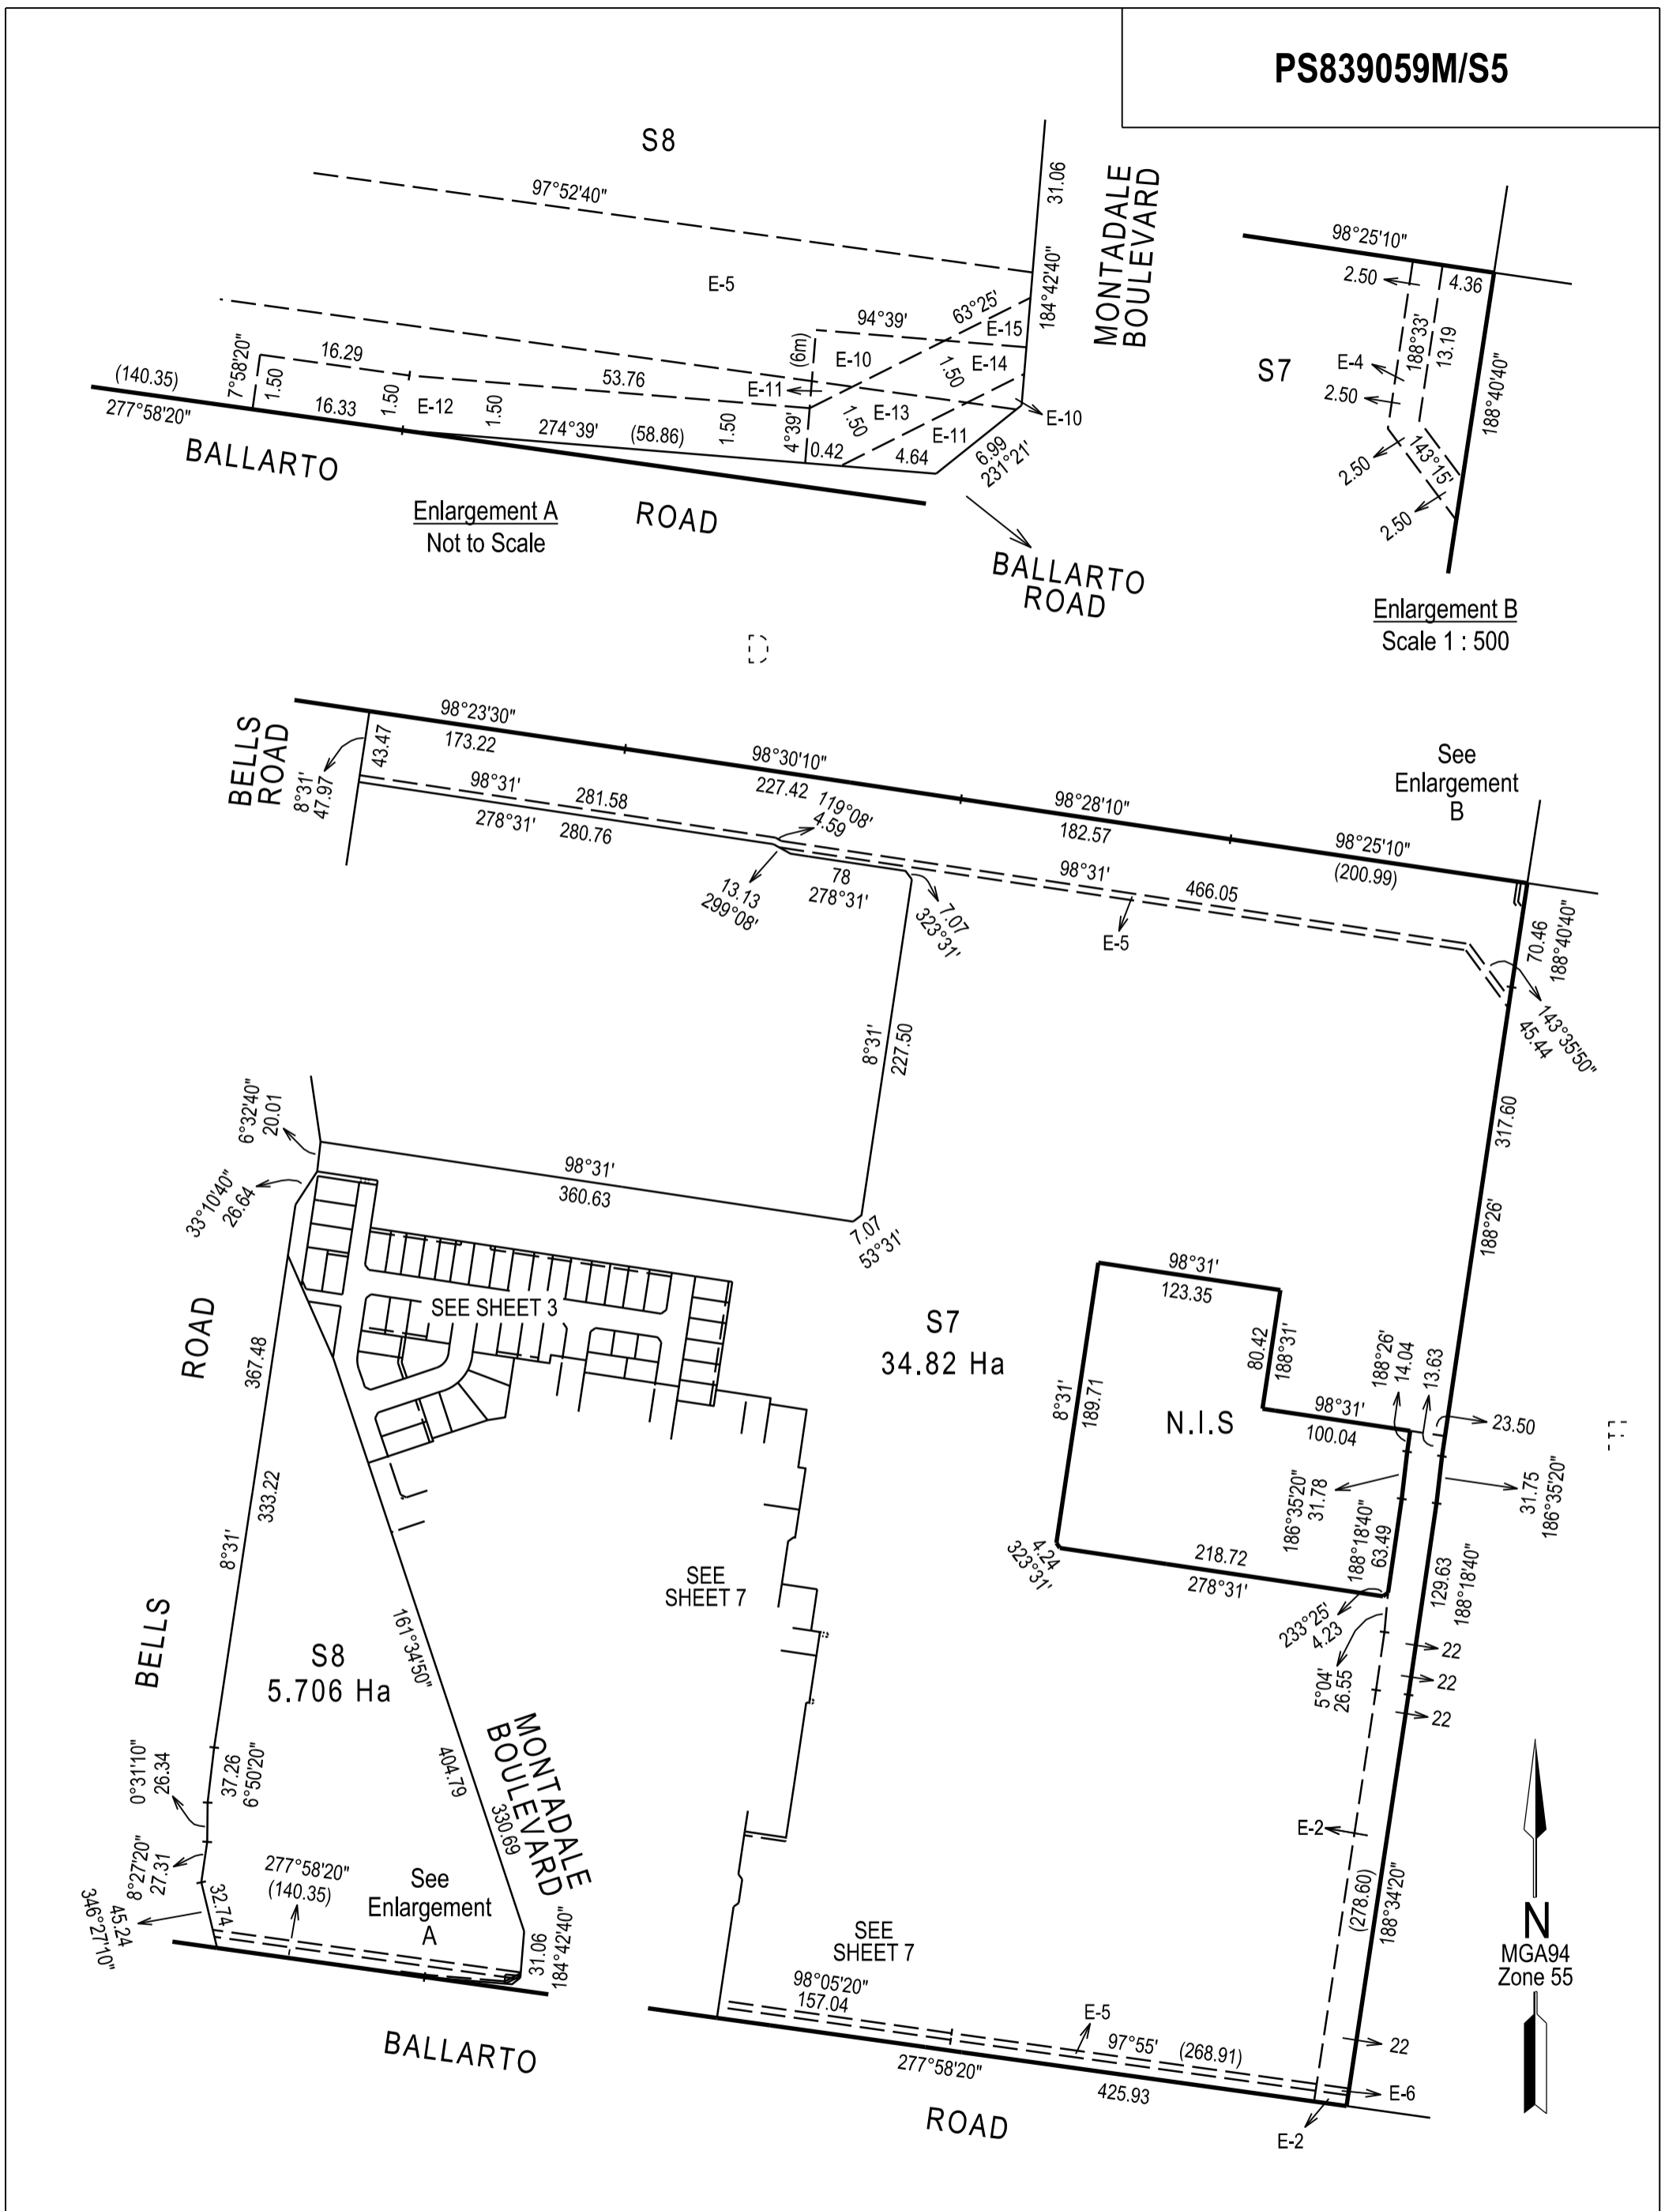 PS839059M/S5
S8
97°52'40"
31.06
MONTADALE
BOULEVARD
184°42'40"
E-5
63°25'
94°39'
E-15
(6m)
E-10
E-14
1.50
16.29
53.76
E-11
7°58'20"
1.50
(140.35)
277°58'20"
16.33
1.50
E-12
1.50
274°39'
(58.86)
1.50
4°39'
0.42
1.50
E-13
E-11
E-10
4.64
6.99
231°21'
BALLARTO
ROAD
Enlargement A
Not to Scale
BALLARTO
ROAD
98°25'10"
2.50
4.36
188°33'
13.19
S7
E-4
2.50
188°40'40"
143°15'
2.50
2.50
Enlargement B
Scale 1 : 500
BELLS
ROAD
8°31'
47.97
43.47
98°23'30"
173.22
98°30'10"
227.42
98°28'10"
182.57
98°25'10"
(200.99)
See
Enlargement
B
98°31'
281.58
278°31'
280.76
119°08'
4.59
13.13
299°08'
78
278°31'
7.07
323°31'
98°31'
466.05
E-5
70.46
188°40'40"
143°35'50"
45.44
8°31'
227.50
317.60
188°26'
6°32'40"
20.01
33°10'40"
26.64
98°31'
360.63
7.07
53°31'
SEE SHEET 3
ROAD
367.48
333.22
8°31'
BELLS
S7
34.82 Ha
98°31'
123.35
80.42
188°31'
8°31'
189.71
N.I.S
98°31'
100.04
188°26'
14.04
13.63
23.50
186°35'20"
31.78
31.75
186°35'20"
188°18'40"
63.49
4.24
323°31'
218.72
278°31'
129.63
188°18'40"
233°25'
4.23
5°04'
26.55
22
22
22
SEE
SHEET 7
S8
5.706 Ha
161°34'50"
404.79
330.69
MONTADALE
BOULEVARD
0°31'10"
26.34
37.26
6°50'20"
8°27'20"
27.31
346°27'10"
45.24
32.74
277°58'20"
(140.35)
See
Enlargement
A
31.06
184°42'40"
BALLARTO
SEE
SHEET 7
98°05'20"
157.04
E-5
97°55'
(268.91)
277°58'20"
425.93
ROAD
E-2
(278.60)
188°34'20"
22
E-6
E-2
N
MGA94
Zone 55